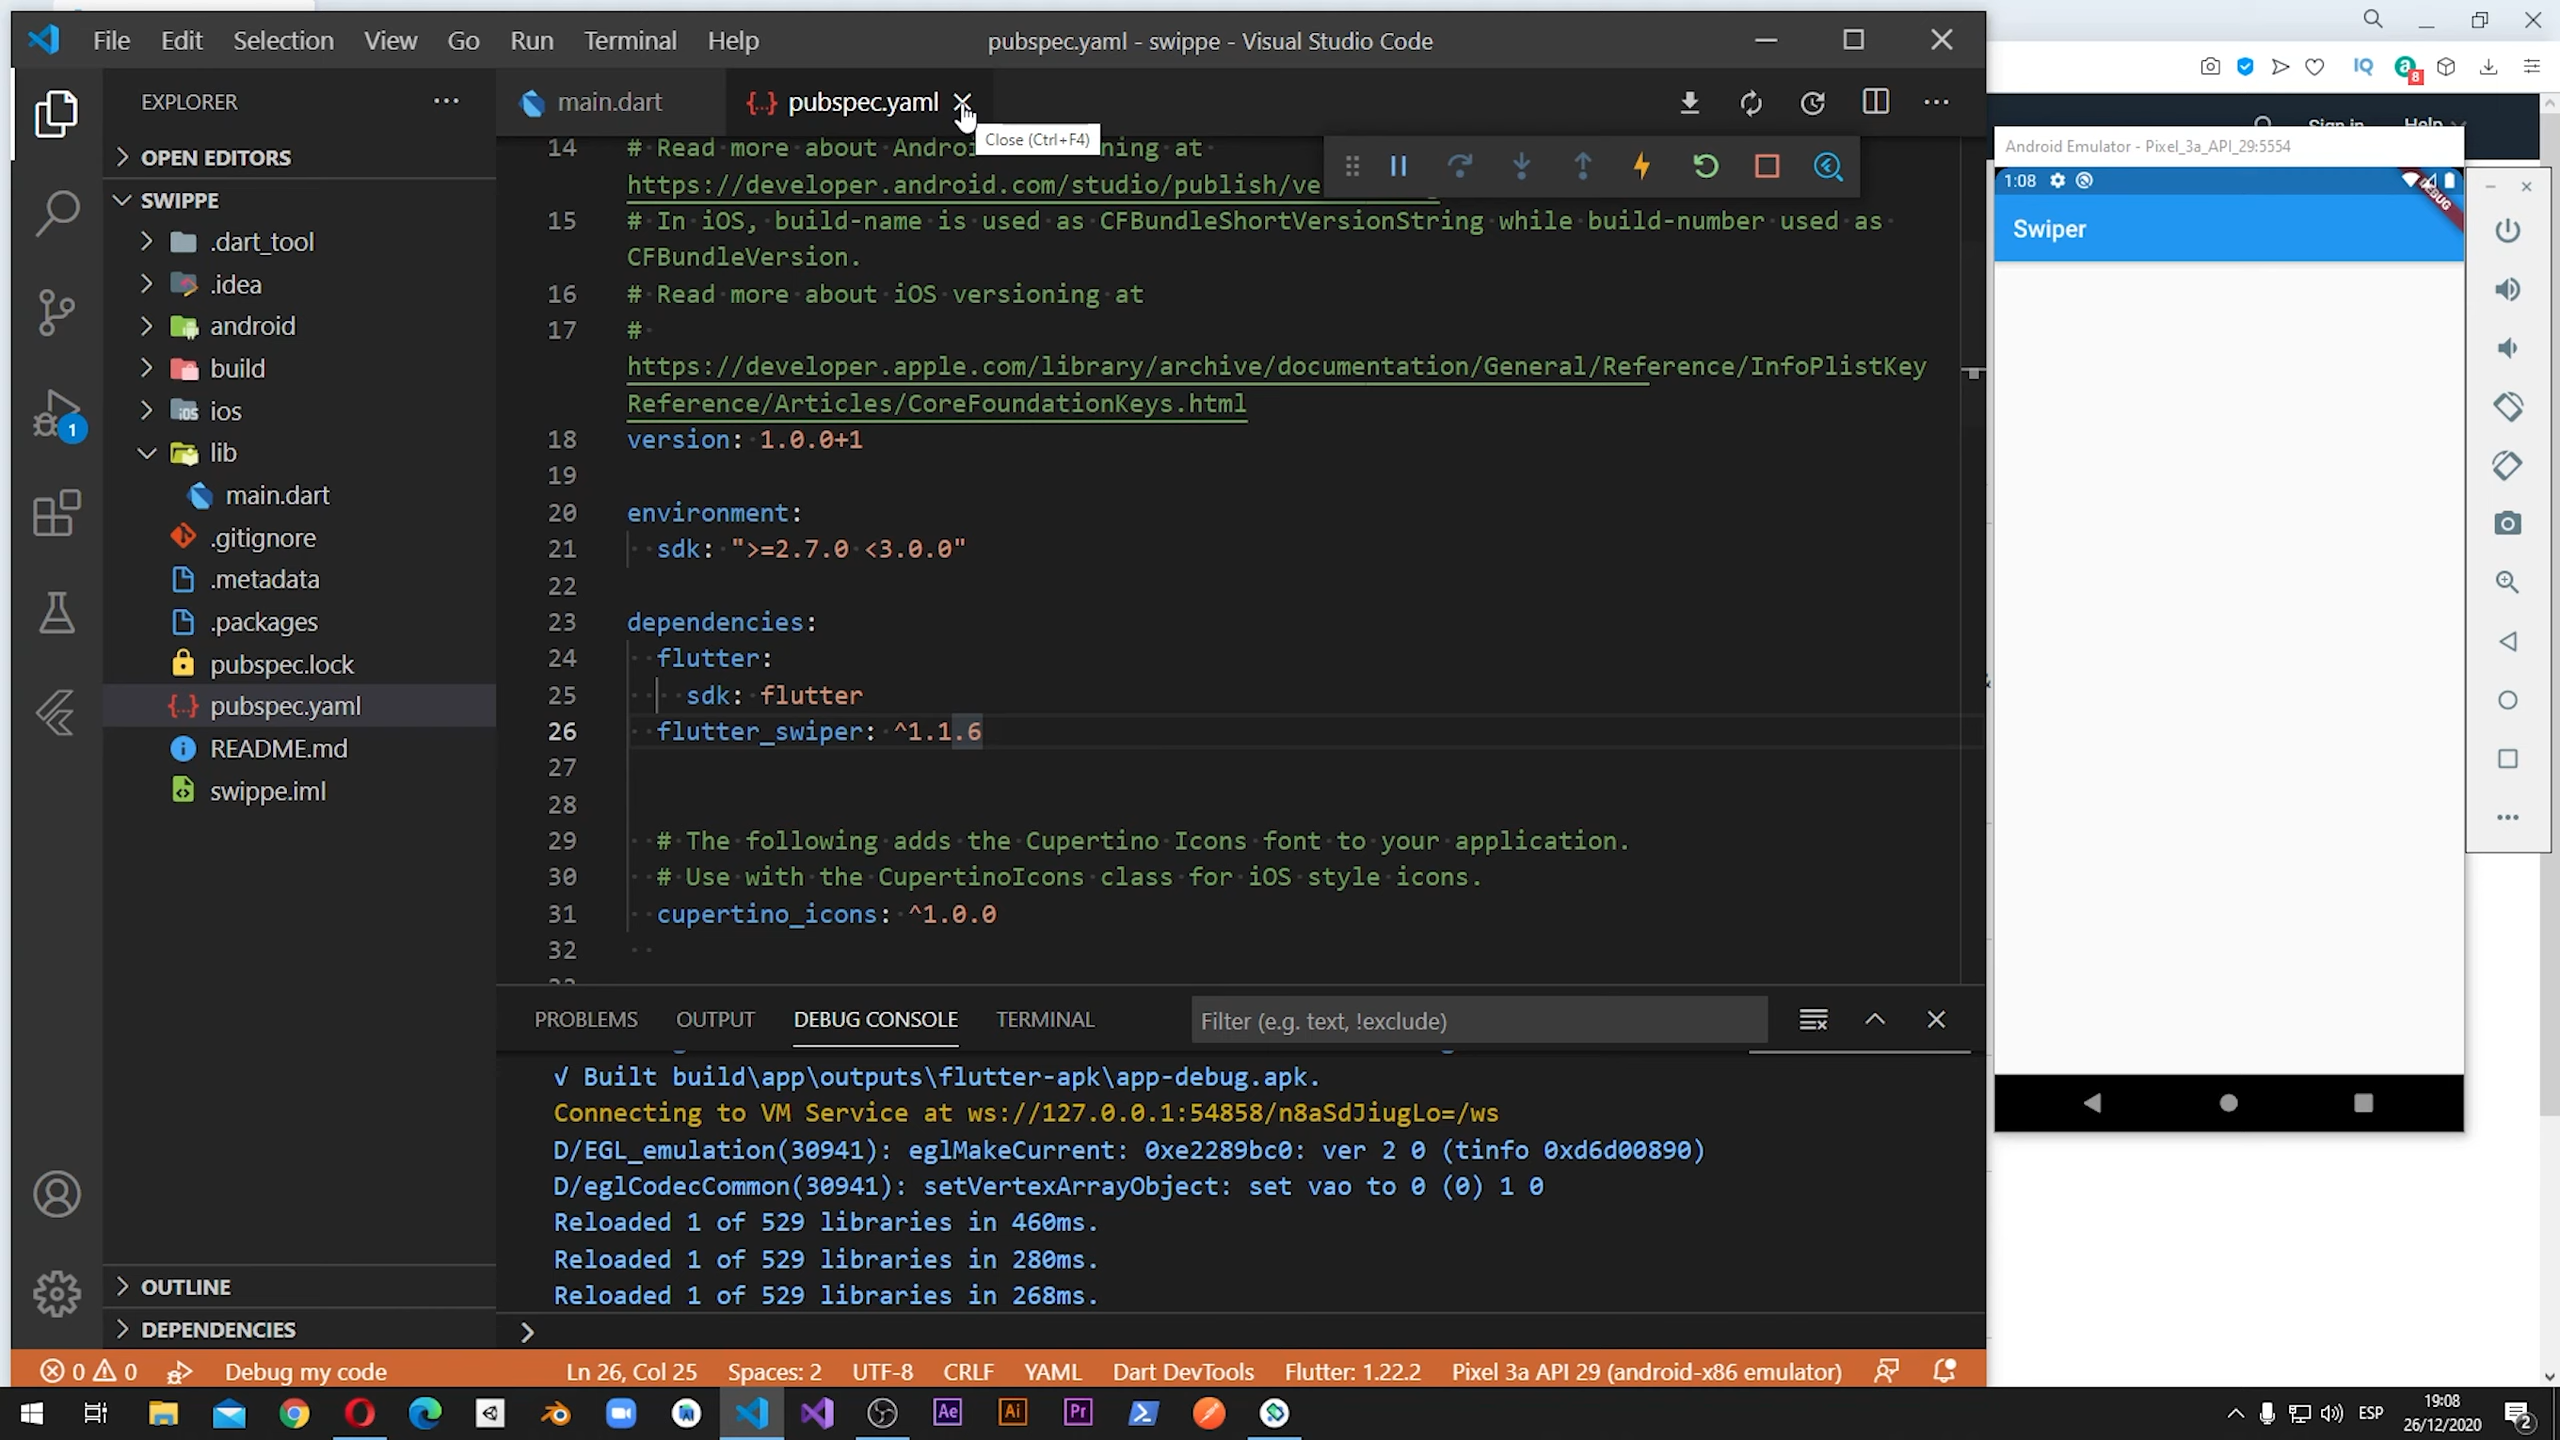 File Edit Selection View Go Run Terminal Help
pubspec.yaml - swippe - Visual Studio Code
EXPLORER
OPEN EDITORS
SWIPPE
.dart_tool
.idea
android
build
ios
lib
main.dart
.gitignore
.metadata
.packages
pubspec.lock
pubspec.yaml
README.md
swippe.iml
OUTLINE
DEPENDENCIES
1
main.dart
{..} pubspec.yaml
Close (Ctrl+F4)
14 # Read more about Androi ning at
https://developer.android.com/studio/publish/ve
15 # In iOS, build-name is used as CFBundleShortVersionString while build-number used as
CFBundleVersion.
16 # Read more about iOS versioning at
17 #
https://developer.apple.com/library/archive/documentation/General/Reference/InfoPlistKey
Reference/Articles/CoreFoundationKeys.html
18 version: 1.0.0+1
19
20 environment:
21 sdk: ">=2.7.0 <3.0.0"
22
23 dependencies:
24 flutter:
25 sdk: flutter
26 flutter_swiper: ^1.1.6
27
28
29 # The following adds the Cupertino Icons font to your application.
30 # Use with the CupertinoIcons class for iOS style icons.
31 cupertino_icons: ^1.0.0
32
PROBLEMS OUTPUT DEBUG CONSOLE TERMINAL
Filter (e.g. text, !exclude)
√ Built build\app\outputs\flutter-apk\app-debug.apk.
Connecting to VM Service at ws://127.0.0.1:54858/n8aSdJiugLo=/ws
D/EGL_emulation(30941): eglMakeCurrent: 0xe2289bc0: ver 2 0 (tinfo 0xd6d00890)
D/eglCodecCommon(30941): setVertexArrayObject: set vao to 0 (0) 1 0
Reloaded 1 of 529 libraries in 460ms.
Reloaded 1 of 529 libraries in 280ms.
Reloaded 1 of 529 libraries in 268ms.
0 0 Debug my code
Ln 26, Col 25 Spaces: 2 UTF-8 CRLF YAML Dart DevTools Flutter: 1.22.2 Pixel 3a API 29 (android-x86 emulator)
IQ
a 8
Sign in Help
Android Emulator - Pixel_3a_API_29:5554
1:08
DEBUG
Swiper
Ae
Ai
Pr
ESP
19:08
26/12/2020
2